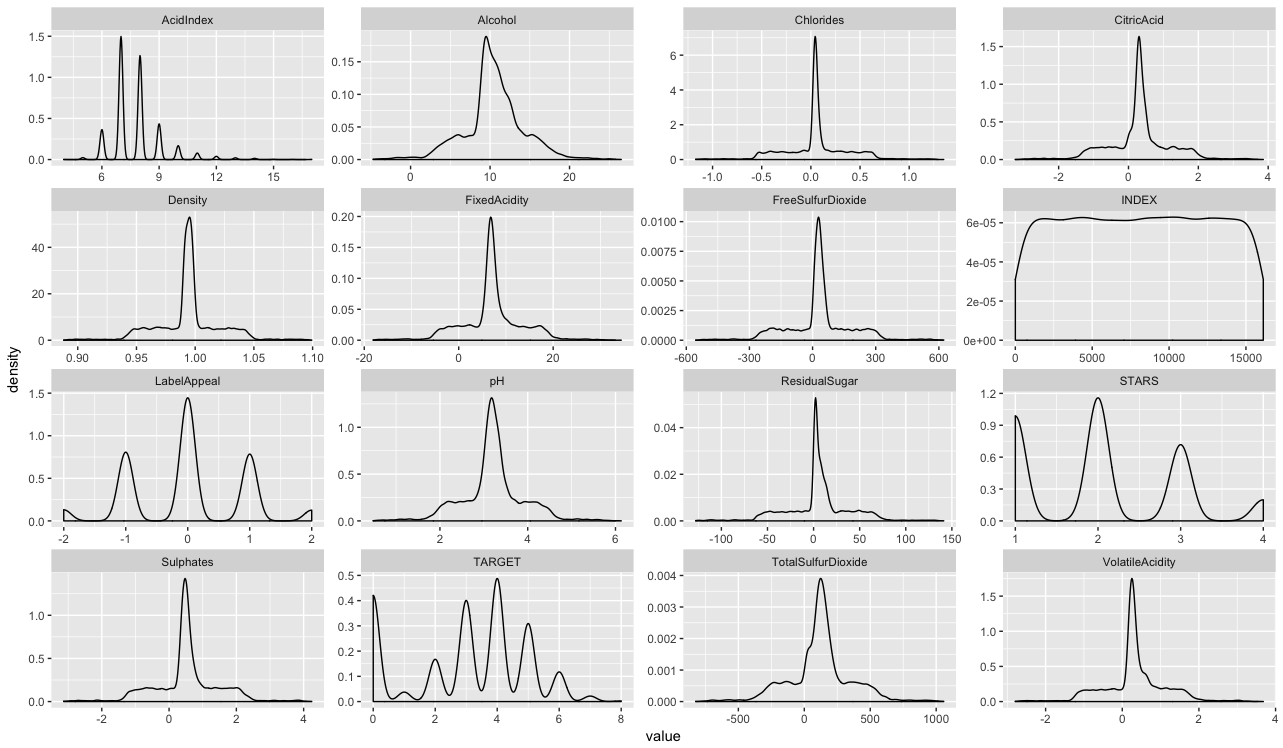 AcidIndex Alcohol Chlorides CitricAcid
1.5 0.15 6 1.5
1.0 0.10 4 1.0
0.5 0.05 2 0.5
0.0 0.00 0 0.0
6 9 12 15 0 10 20 -1.0 -0.5 0.0 0.5 1.0 -2 0 2 4
Density FixedAcidity FreeSulfurDioxide INDEX
40 0.20 0.0100 6e-05
20 0.15 0.0075 4e-05
0 0.10 0.0050 2e-05
0.05 0.0025 0e+00
0.00 0.0000
0.90 0.95 1.00 1.05 1.10 -20 0 20 -600 -300 0 300 600 0 5000 10000 15000
density
LabelAppeal pH ResidualSugar STARS
1.5 1.0 0.04 1.2
1.0 0.5 0.02 0.9
0.5 0.0 0.00 0.6
0.0 0.3
0.0
-2 -1 0 1 2 2 4 6 -100 -50 0 50 100 150 1 2 3 4
Sulphates TARGET TotalSulfurDioxide VolatileAcidity
1.0 0.5 0.004 1.5
0.5 0.4 0.003 1.0
0.0 0.3 0.002 0.5
0.2 0.001 0.0
0.1 0.000
0.0
-2 0 2 4 0 2 4 6 8 -500 0 500 1000 -2 0 2 4
value